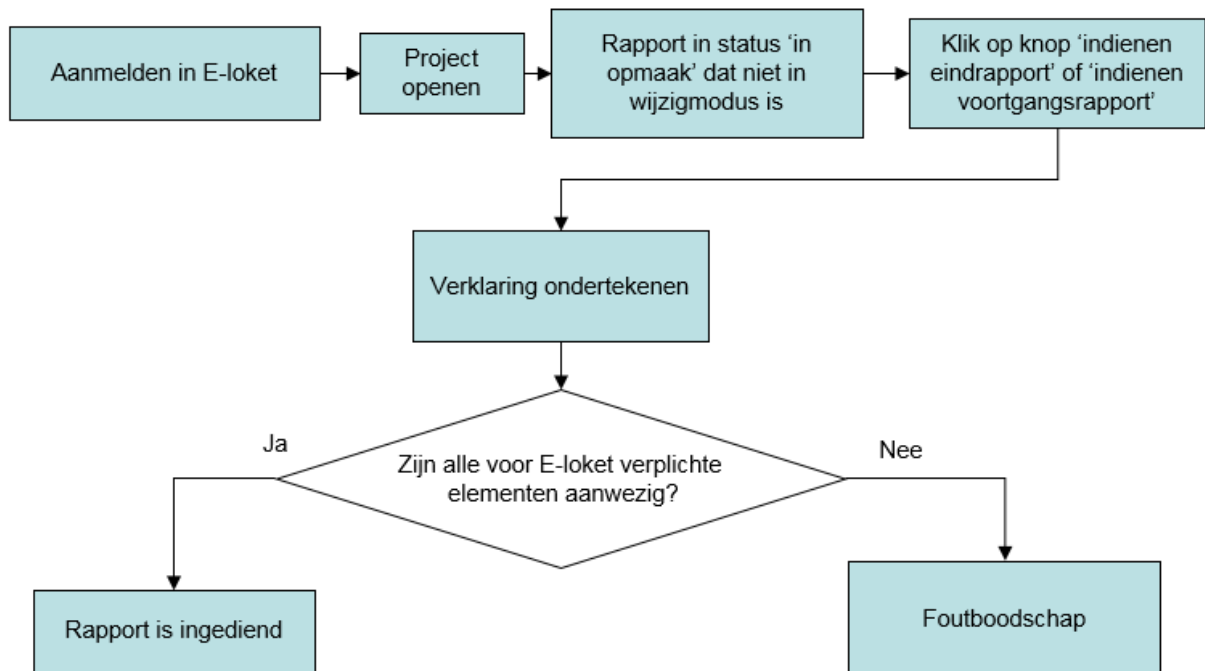 Aanmelden in E-loket
Project
openen
Rapport in status ‘in
opmaak’ dat niet in
wijzigmodus is
Klik op knop ‘indienen
eindrapport’ of ‘indienen
voortgangsrapport’
Verklaring ondertekenen
Zijn alle voor E-loket verplichte
elementen aanwezig?
Ja
Nee
Rapport is ingediend
Foutboodschap